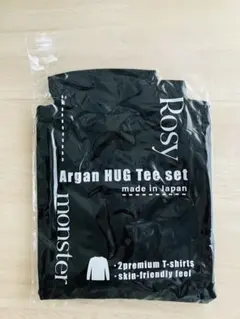 Rosy
Argan HUG Tee set
made in Japan
monster
・2premium T-shirts
・skin-friendly feel